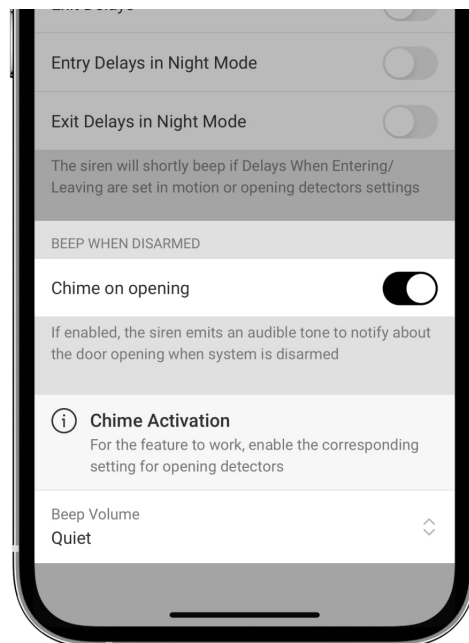 Entry Delays in Night Mode
Exit Delays in Night Mode
The siren will shortly beep if Delays When Entering/
Leaving are set in motion or opening detectors settings
BEEP WHEN DISARMED
Chime on opening
If enabled, the siren emits an audible tone to notify about
the door opening when system is disarmed
Chime Activation
For the feature to work, enable the corresponding
setting for opening detectors
Beep Volume
Quiet